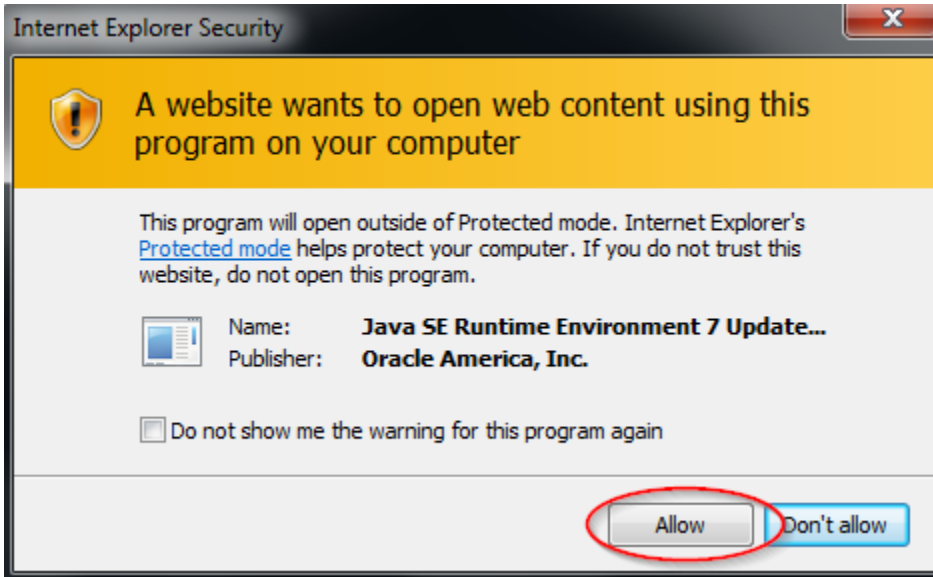 Internet Explorer Security
A website wants to open web content using this
program on your computer
This program will open outside of Protected mode. Internet Explorer's
Protected mode helps protect your computer. If you do not trust this
website, do not open this program.
Name: Java SE Runtime Environment 7 Update...
Publisher: Oracle America, Inc.
Do not show me the warning for this program again
Allow Don't allow